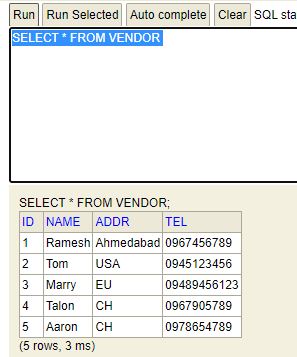 Run Run Selected Auto complete Clear SQL sta
SELECT * FROM VENDOR
SELECT * FROM VENDOR;
ID NAME ADDR TEL
1 Ramesh Ahmedabad 0967456789
2 Tom USA 0945123456
3 Marry EU 09489456123
4 Talon CH 0967905789
5 Aaron CH 0978654789
(5 rows, 3 ms)